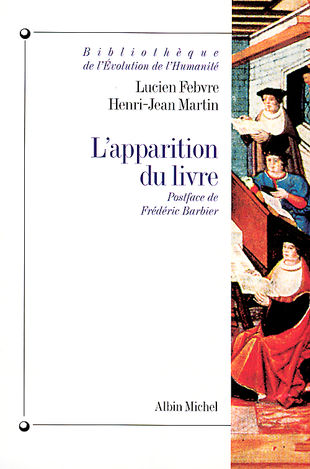 Bibliothèque
de l'Évolution de l'Humanité
Lucien Febvre
Henri-Jean Martin
L'apparition
du livre
Postface de
Frédéric Barbier
Albin Michel